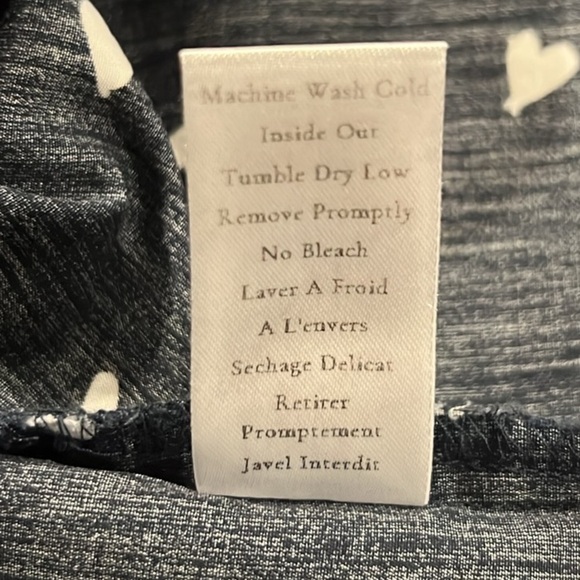 Machine Wash Cold
Inside Out
Tumble Dry Low
Remove Promptly
No Bleach
Laver A Froid
A L'envers
Sechage Delicat
Retirer
Promptement
Javel Interdit